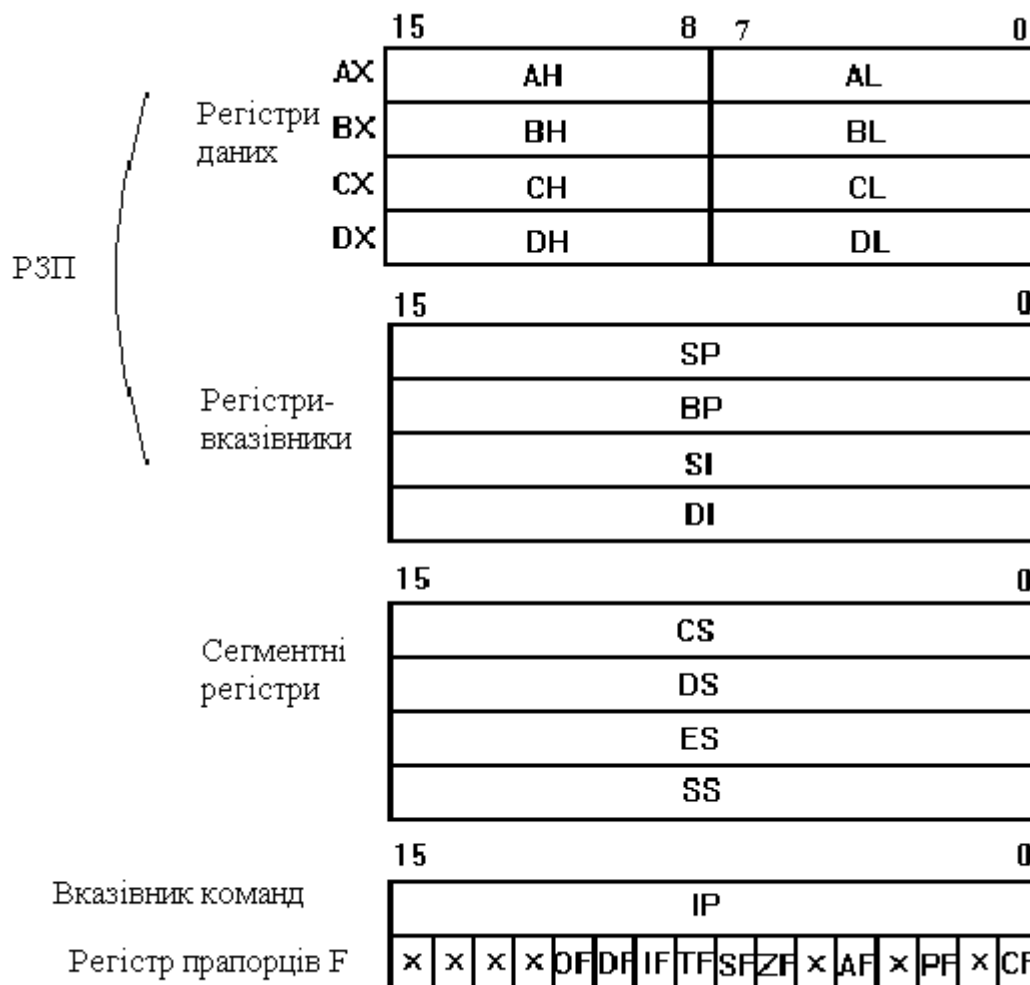 15 8 7 0
AX AH AL
Регістри
даних
BX BH BL
CX CH CL
DX DH DL
РЗП
15 0
SP
BP
Регістри-
вказівники
SI
DI
15 0
CS
Сегментні
регістри
DS
ES
SS
15 0
Вказівник команд IP
Регістр прапорців F × × × × OF DF IF TF SF ZF × AF × PF × CF